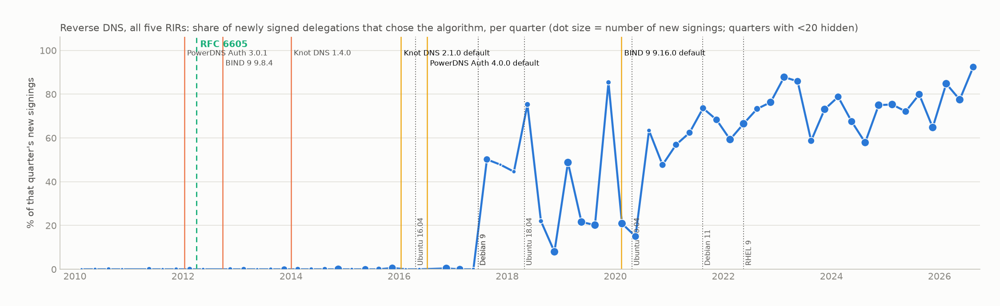 Reverse DNS, all five RIRs: share of newly signed delegations that chose the algorithm, per quarter (dot size = number of new signings; quarters with <20 hidden)
RFC 6605
PowerDNS Auth 3.0.1
BIND 9 9.8.4
Knot DNS 1.4.0
Knot DNS 2.1.0 default
PowerDNS Auth 4.0.0 default
BIND 9 9.16.0 default
% of that quarter's new signings
100
80
60
40
20
0
Ubuntu 16.04
Debian 9
Ubuntu 18.04
Ubuntu
Debian 11
RHEL 9
2010
2012
2014
2016
2018
2020
2022
2024
2026